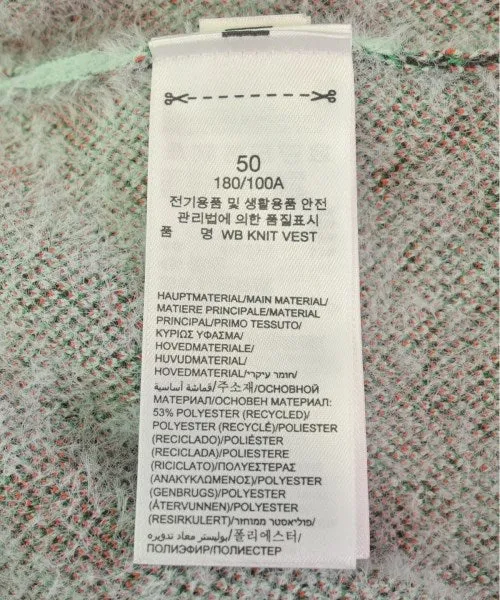 50
180/100A
전기용품 및 생활용품 안전
관리법에 의한 품질표시
품 명 WB KNIT VEST
HAUPTMATERIAL/MAIN MATERIAL/
MATIERE PRINCIPALE/MATERIAL
PRINCIPAL/PRIMO TESSUTO/
ΚΥΡΙΩΣ ΥΦΑΣΜΑ/
HOVEDMATERIALE/
HUVUDMATERIAL/
HOVEDMATERIALE/חומר עיקרי/
قماشة أساسية/주소재/ОСНОВНОЙ
МАТЕРИАЛ/ОСНОВЕН МАТЕРИАЛ:
53% POLYESTER (RECYCLED)/
POLYESTER (RECYCLÉ)/POLIESTER
(RECICLADO)/POLIÉSTER
(RECICLADA)/POLIESTERE
(RICICLATO)/ΠΟΛΥΕΣΤΕΡΑΣ
(ΑΝΑΚΥΚΛΩΜΕΝΟΣ)/POLYESTER
(GENBRUGS)/POLYESTER
(ÅTERVUNNEN)/POLYESTER
(RESIRKULERT)/פוליאסטר ממוחזר/
بوليستر معاد تدويره/폴리에스터/
ПОЛИЭФИР/ПОЛИЕСТЕР